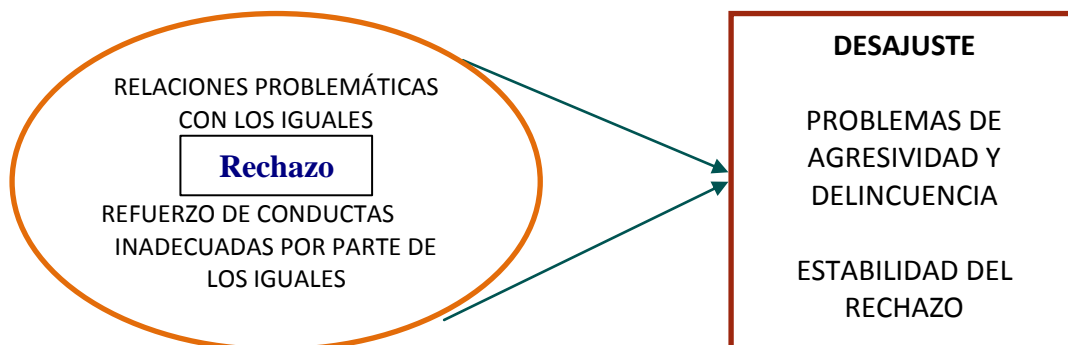 RELACIONES PROBLEMÁTICAS
CON LOS IGUALES
Rechazo
REFUERZO DE CONDUCTAS
INADECUADAS POR PARTE DE
LOS IGUALES
DESAJUSTE
PROBLEMAS DE
AGRESIVIDAD Y
DELINCUENCIA
ESTABILIDAD DEL
RECHAZO